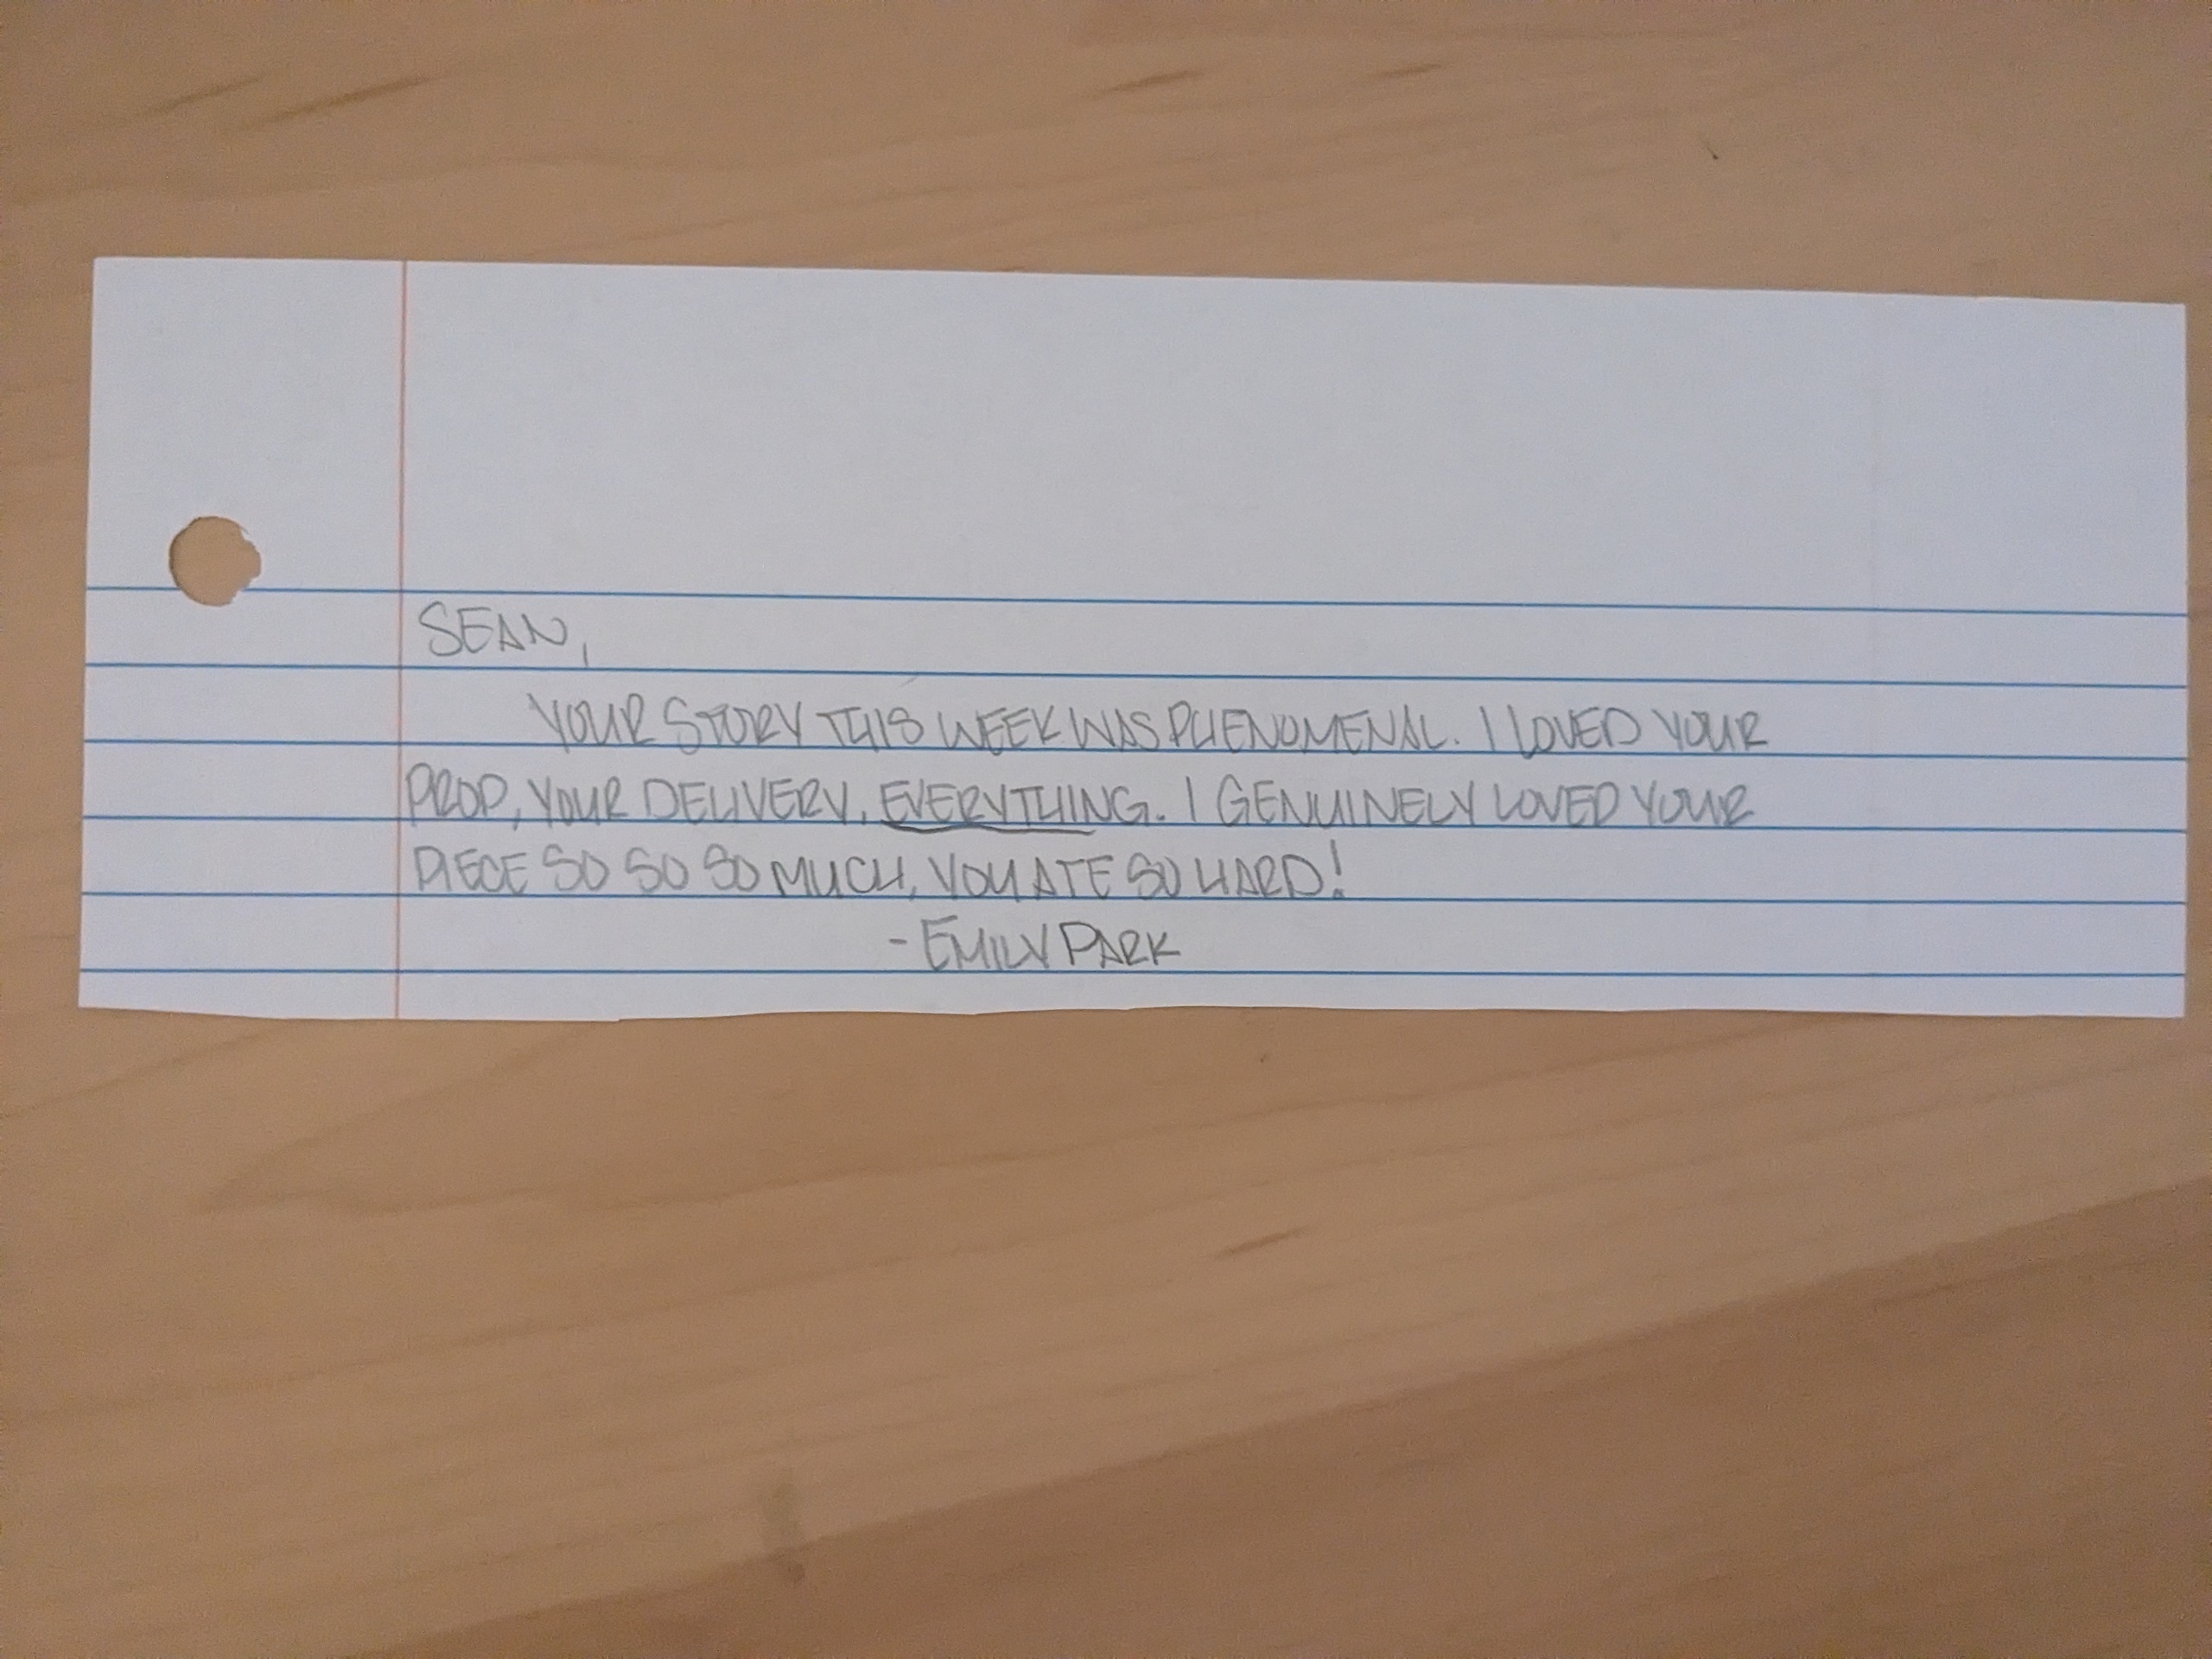 SEAN,
YOUR STORY THIS WEEK WAS PHENOMENAL. I LOVED YOUR
PROP, YOUR DELIVERY, EVERYTHING. I GENUINELY LOVED YOUR
PIECE SO SO SO MUCH, YOU ATE SO HARD!
- EMILY PARK